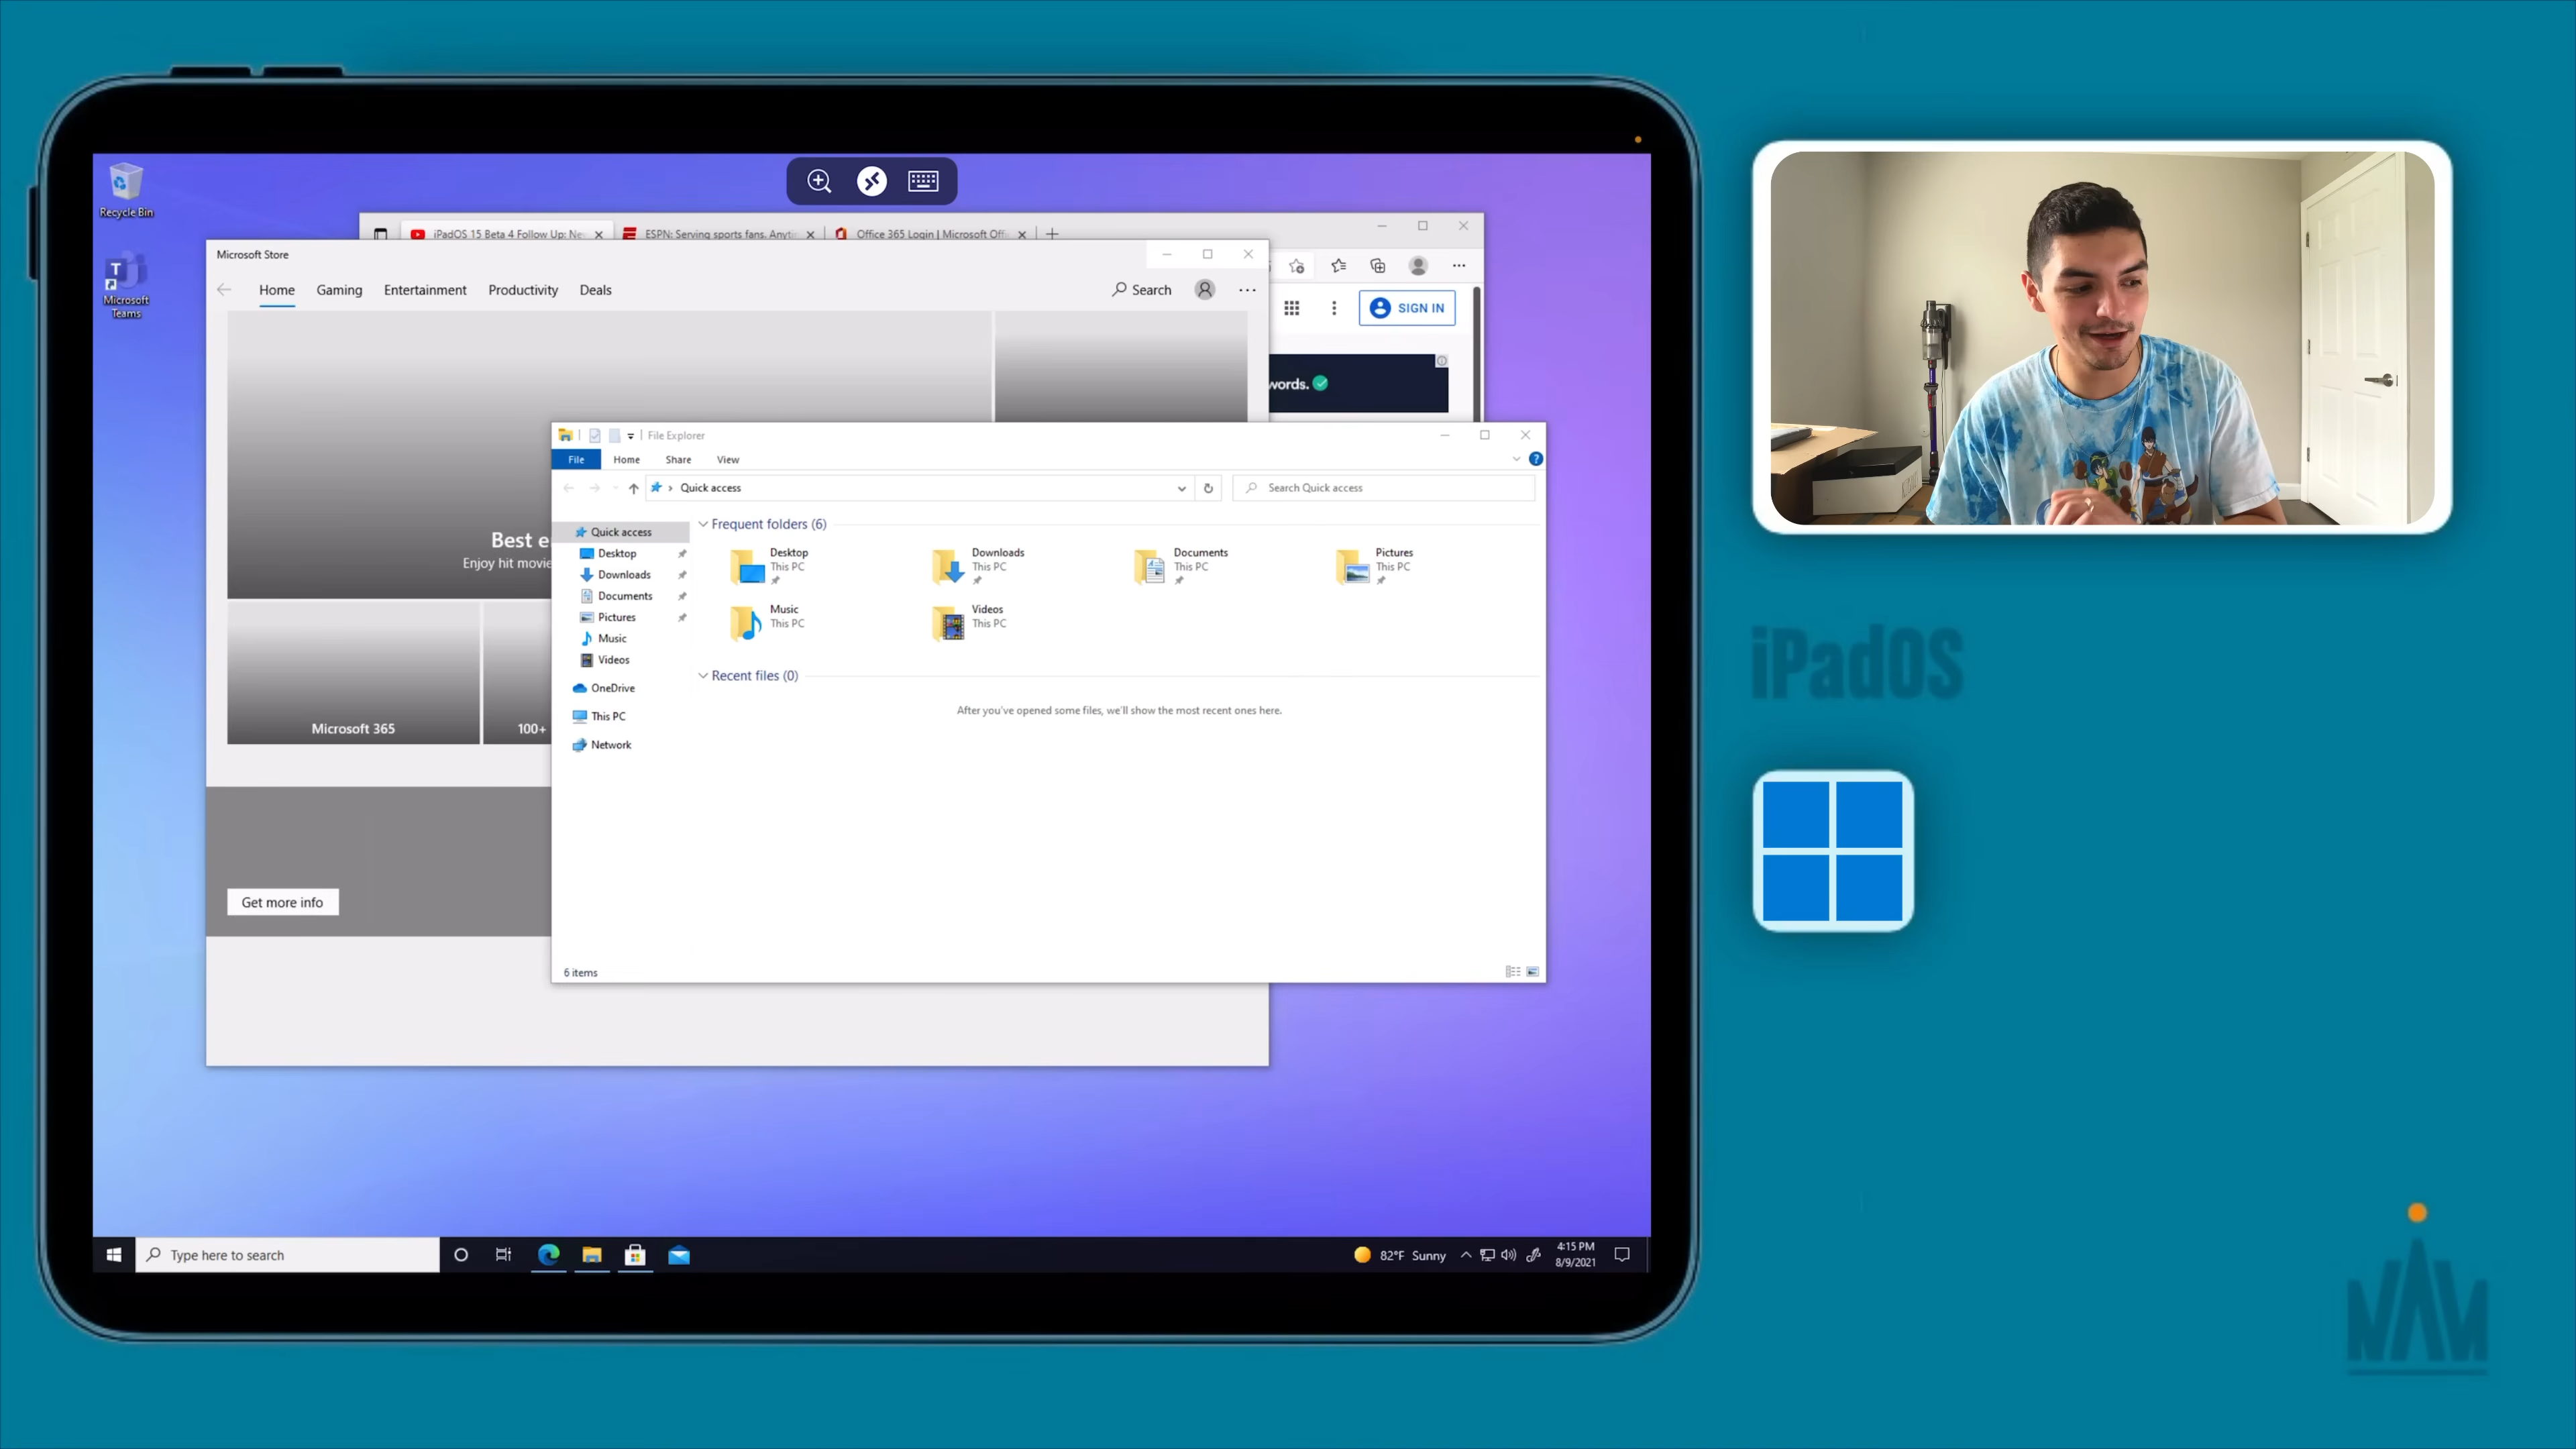 Recycle Bin
Microsoft
Teams
iPadOS 15 Beta 4 Follow Up: Ne
ESPN: Serving sports fans. Anyti
Office 365 Login | Microsoft Offi
Microsoft Store
Home
Gaming
Entertainment
Productivity
Deals
Search
SIGN IN
words.
Best e
Enjoy hit movie
Microsoft 365
100+
Get more info
File Explorer
File
Home
Share
View
Quick access
Search Quick access
Quick access
Desktop
Downloads
Documents
Pictures
Music
Videos
OneDrive
This PC
Network
Frequent folders (6)
Desktop
This PC
Downloads
This PC
Documents
This PC
Pictures
This PC
Music
This PC
Videos
This PC
Recent files (0)
After you've opened some files, we'll show the most recent ones here.
6 items
Type here to search
82°F Sunny
4:15 PM
8/9/2021
iPadOS